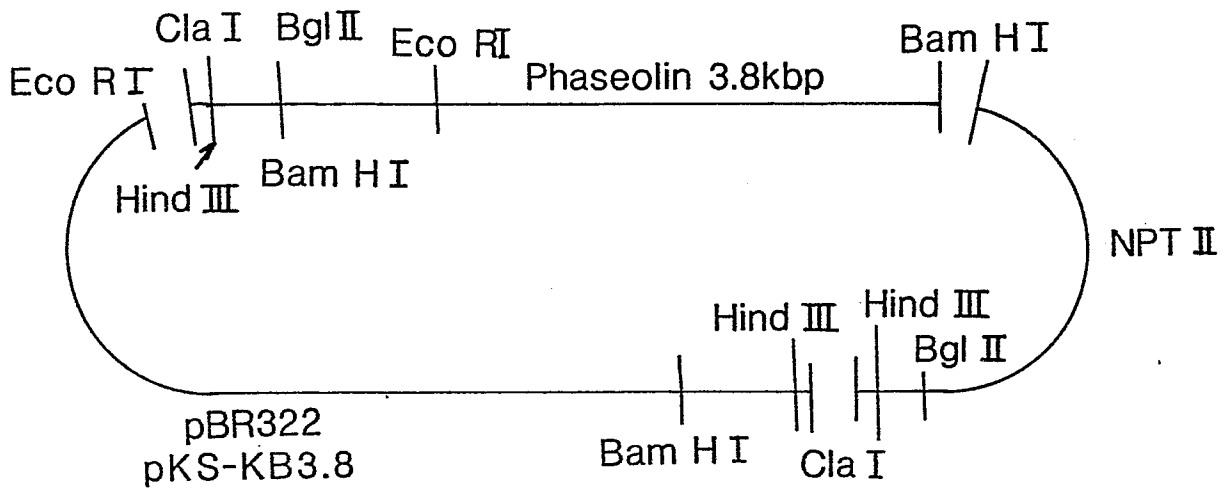 Cla I
Bgl II
Eco RI
Bam H I
Eco R I
Phaseolin 3.8kbp
Hind III
Bam H I
NPT II
Hind III
Hind III
Bgl II
pBR322
pKS-KB3.8
Bam H I
Cla I